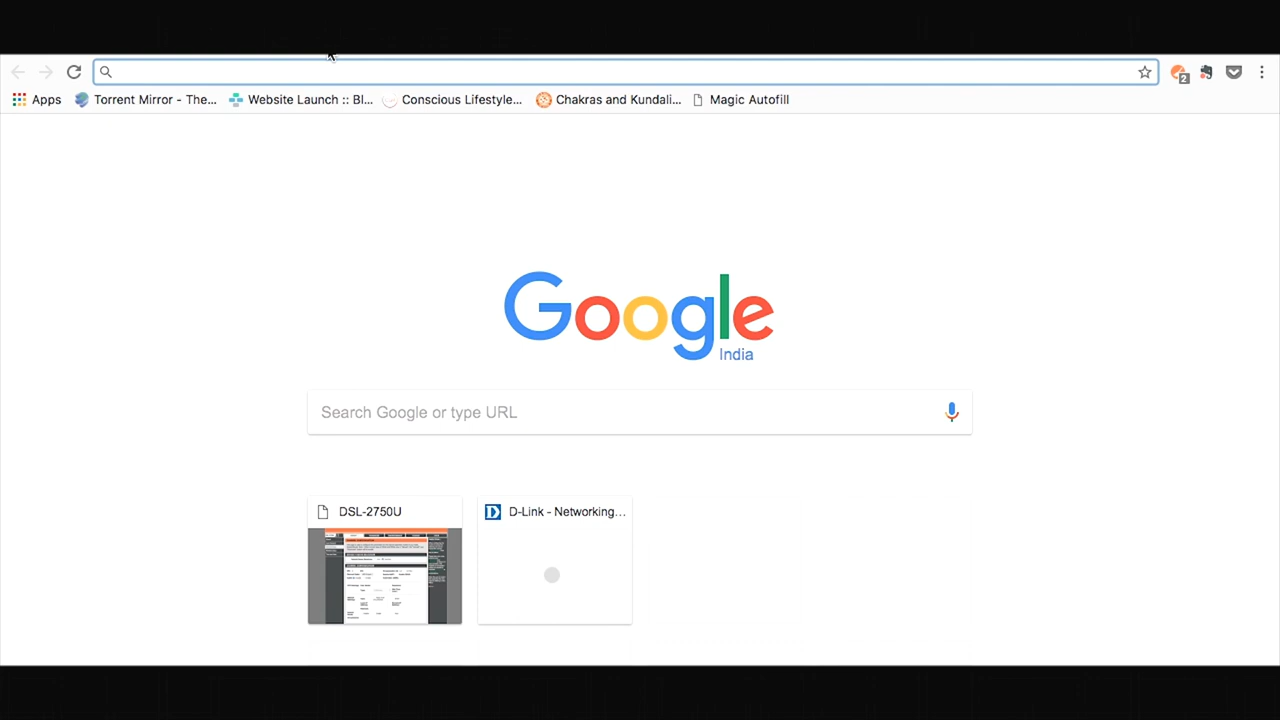 2
Apps Torrent Mirror - The... Website Launch :: Bl... Conscious Lifestyle... Chakras and Kundali... Magic Autofill
Google
India
Search Google or type URL
DSL-2750U D D-Link - Networking...